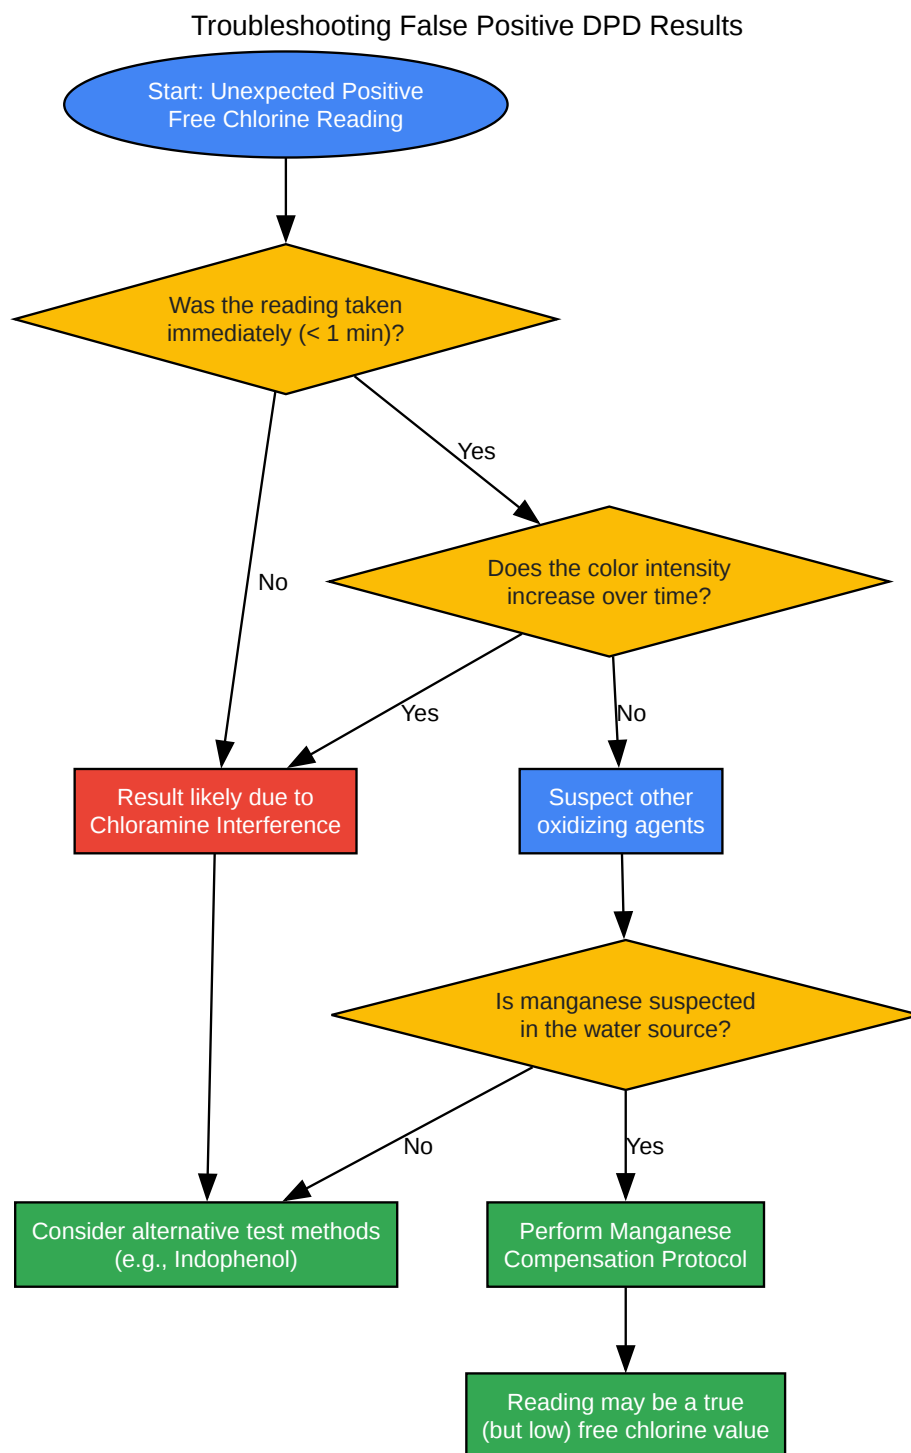 Troubleshooting False Positive DPD Results
Start: Unexpected Positive
Free Chlorine Reading
Was the reading taken
immediately (< 1 min)?
Yes
Does the color intensity
increase over time?
No
Yes
No
Result likely due to
Chloramine Interference
Suspect other
oxidizing agents
Is manganese suspected
in the water source?
No
Yes
Consider alternative test methods
(e.g., Indophenol)
Perform Manganese
Compensation Protocol
Reading may be a true
(but low) free chlorine value